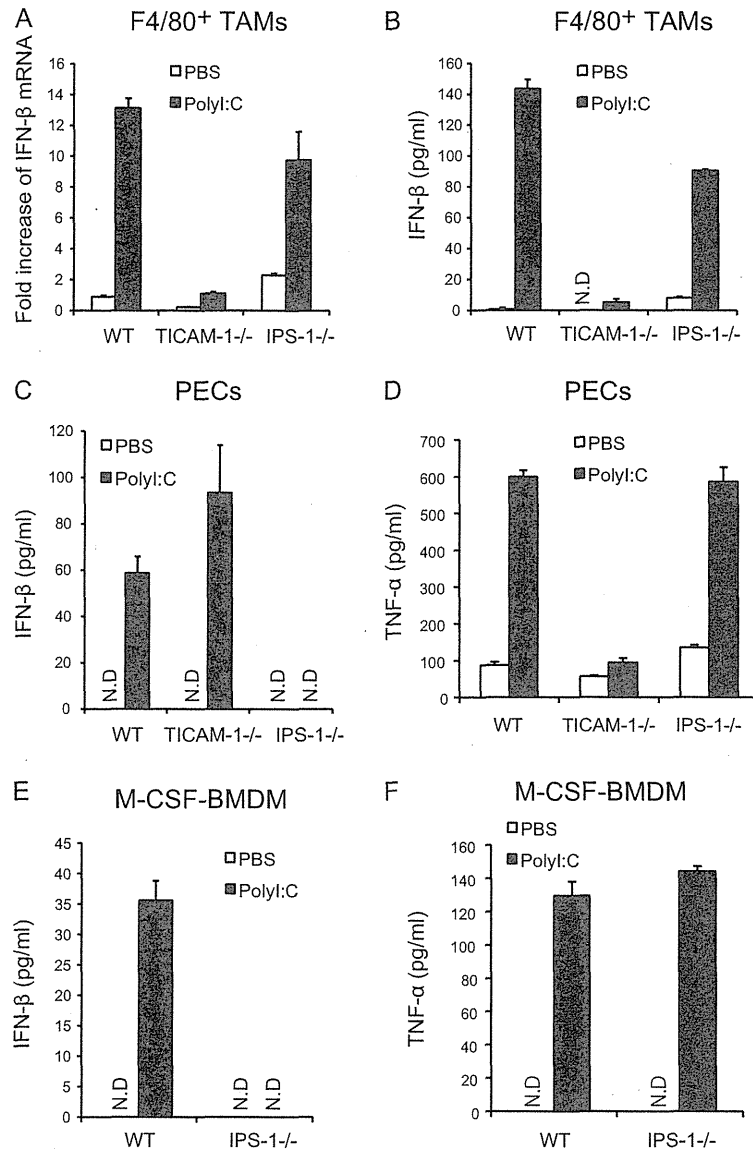 A
F4/80+ TAMs
Fold increase of IFN-β mRNA
16
14
12
10
8
6
4
2
0
PBS
PolyI:C
WT
TICAM-1-/-
IPS-1-/-
B
F4/80+ TAMs
IFN-β (pg/ml)
160
140
120
100
80
60
40
20
0
PBS
PolyI:C
N.D
WT
TICAM-1-/-
IPS-1-/-
C
PECs
IFN-β (pg/ml)
120
100
80
60
40
20
0
PBS
PolyI:C
N.D
N.D
N.D
N.D
WT
TICAM-1-/-
IPS-1-/-
D
PECs
TNF-α (pg/ml)
700
600
500
400
300
200
100
0
PBS
PolyI:C
WT
TICAM-1-/-
IPS-1-/-
E
M-CSF-BMDM
IFN-β (pg/ml)
45
40
35
30
25
20
15
10
5
0
PBS
PolyI:C
N.D
N.D
N.D
WT
IPS-1-/-
F
M-CSF-BMDM
TNF-α (pg/ml)
160
140
120
100
80
60
40
20
0
PBS
PolyI:C
N.D
N.D
WT
IPS-1-/-